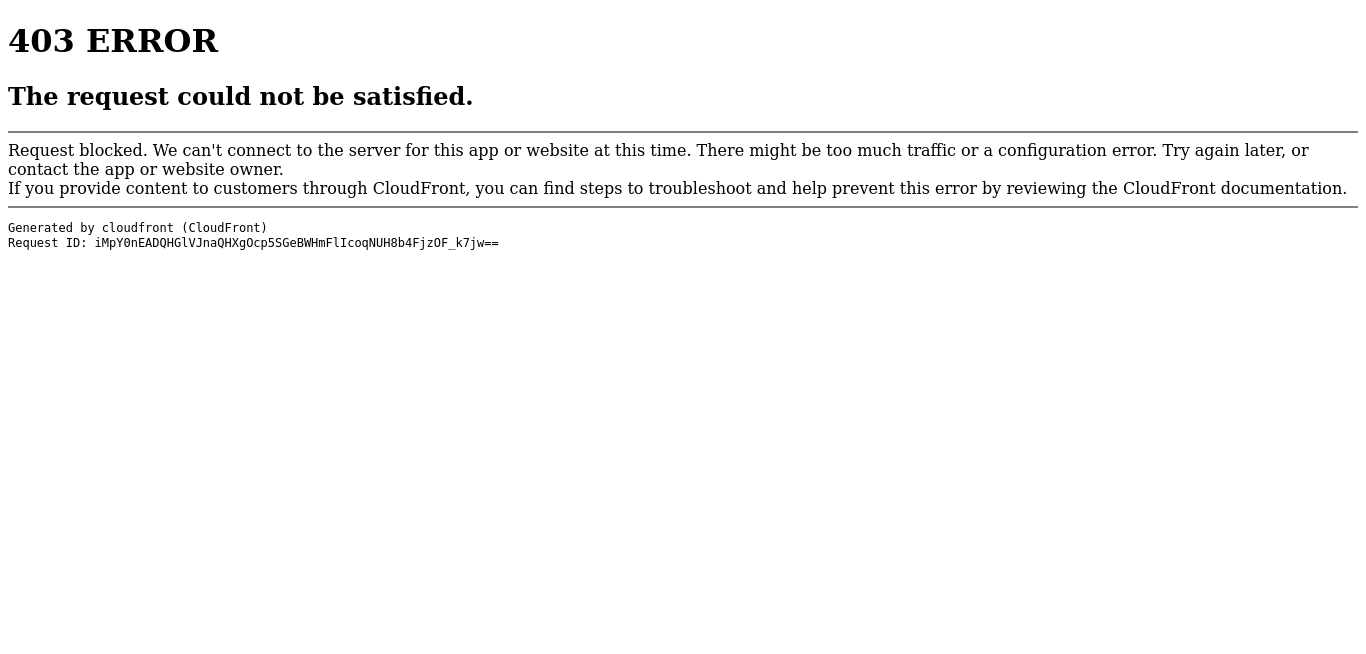 403 ERROR
The request could not be satisfied.
Request blocked. We can't connect to the server for this app or website at this time. There might be too much traffic or a configuration error. Try again later, or
contact the app or website owner.
If you provide content to customers through CloudFront, you can find steps to troubleshoot and help prevent this error by reviewing the CloudFront documentation.
Generated by cloudfront (CloudFront)
Request ID: iMpY0nEADQHGlVJnaQHXgOcp5SGeBWHmFlIcoqNUH8b4FjzOF_k7jw==